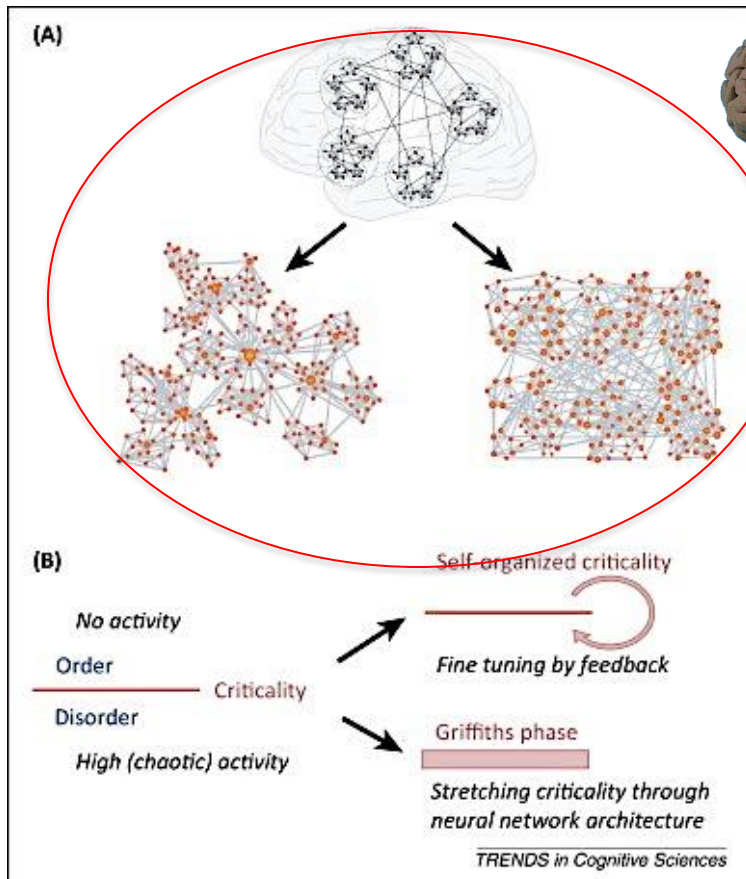 (A)
(B)
Self-organized criticality
No activity
Order
Fine tuning by feedback
Criticality
Disorder
Griffiths phase
High (chaotic) activity
Stretching criticality through
neural network architecture
TRENDS in Cognitive Sciences